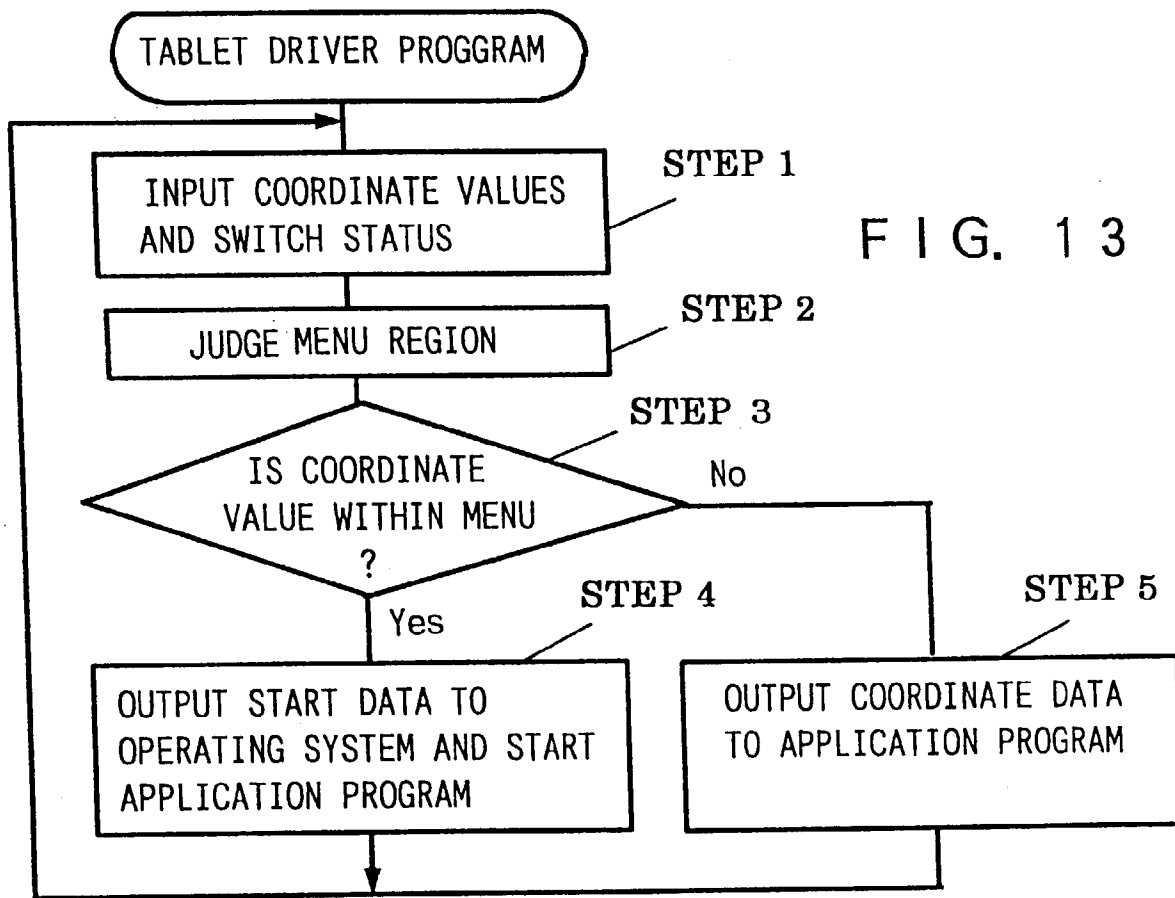 TABLET DRIVER PROGGRAM
INPUT COORDINATE VALUES
AND SWITCH STATUS
STEP 1
FIG. 13
JUDGE MENU REGION
STEP 2
STEP 3
IS COORDINATE
VALUE WITHIN MENU
?
No
Yes
STEP 4
OUTPUT START DATA TO
OPERATING SYSTEM AND START
APPLICATION PROGRAM
STEP 5
OUTPUT COORDINATE DATA
TO APPLICATION PROGRAM